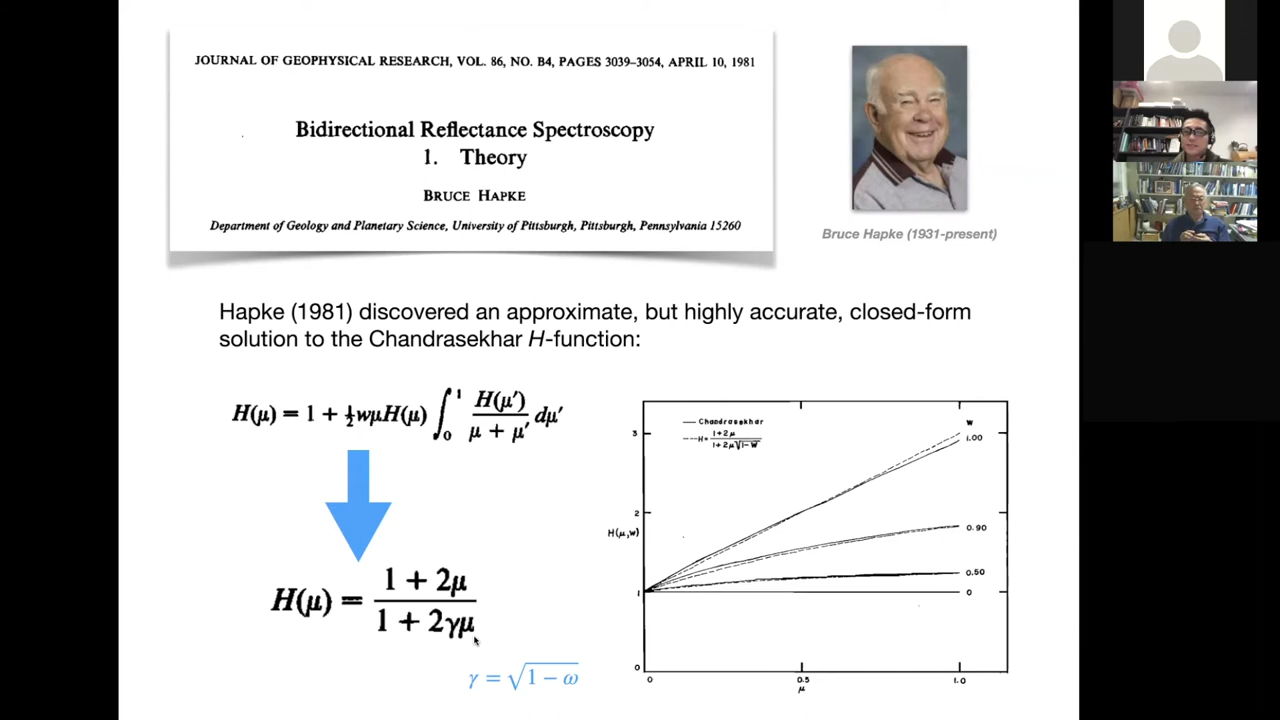 JOURNAL OF GEOPHYSICAL RESEARCH, VOL. 86, NO. B4, PAGES 3039–3054, APRIL 10, 1981
Bidirectional Reflectance Spectroscopy
1. Theory
BRUCE HAPKE
Department of Geology and Planetary Science, University of Pittsburgh, Pittsburgh, Pennsylvania 15260
Bruce Hapke (1931-present)
Hapke (1981) discovered an approximate, but highly accurate, closed-form
solution to the Chandrasekhar H-function:
H(μ) = 1 + ½wμH(μ) ∫₀¹ H(μ′) / (μ + μ′) dμ′
H(μ) = (1 + 2μ) / (1 + 2γμ)
γ = √(1 − ω)
Chandrasekhar
H = (1+2μ) / (1+2μ√(1−W))
W
1.00
0.90
0.50
0
H(μ,w)
3
2
1
0
0 0.5 1.0
μ